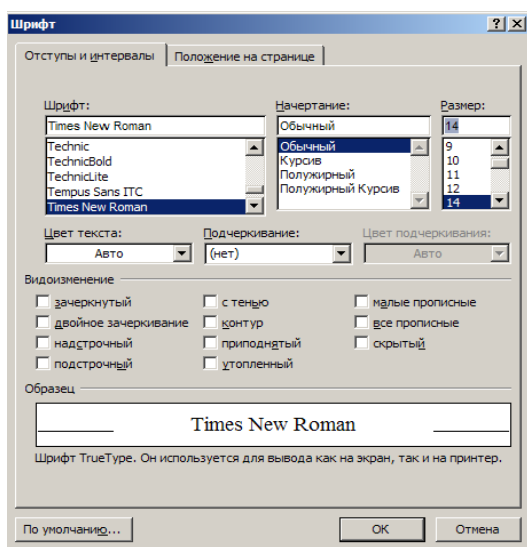 Шрифт
Отступы и интервалы Положение на странице
Шрифт: Начертание: Размер:
Times New Roman Обычный 14
Technic Обычный 9
TechnicBold Курсив 10
TechnicLite Полужирный 11
Tempus Sans ITC Полужирный Курсив 12
Times New Roman 14
Цвет текста: Подчеркивание: Цвет подчеркивания:
Авто (нет) Авто
Видоизменение
зачеркнутый с тенью малые прописные
двойное зачеркивание контур все прописные
надстрочный приподнятый скрытый
подстрочный утопленный
Образец
Times New Roman
Шрифт TrueType. Он используется для вывода как на экран, так и на принтер.
По умолчанию... ОК Отмена